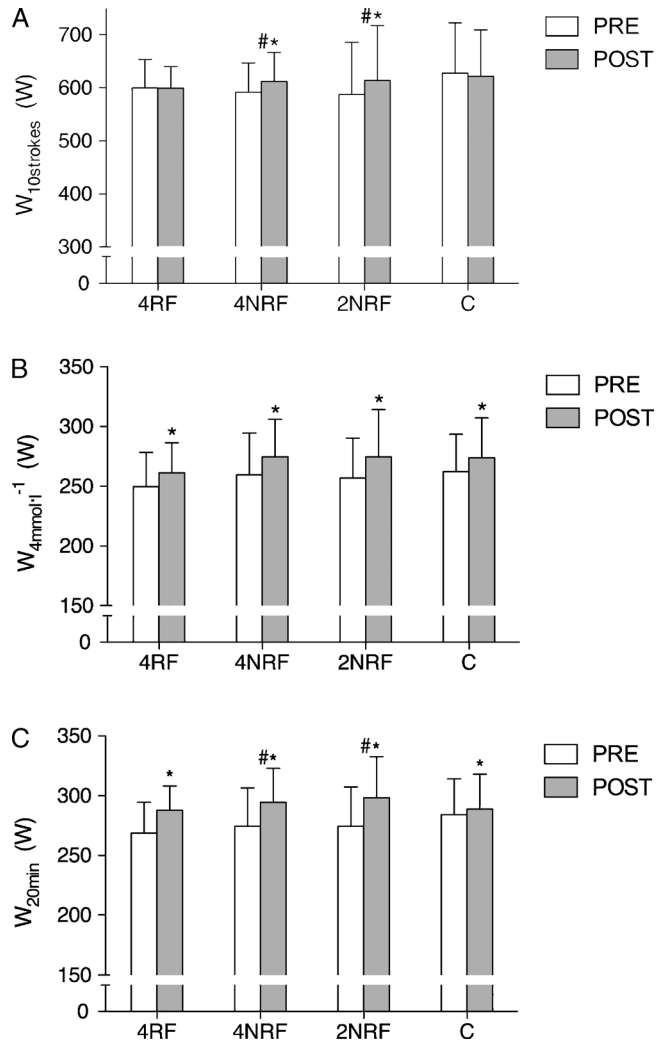 A
W10strokes (W)
700
600
500
400
300
0
#* #*
4RF 4NRF 2NRF C
PRE
POST
B
W4mmol·l-1 (W)
350
300
250
200
150
0
* * * *
4RF 4NRF 2NRF C
PRE
POST
C
W20min (W)
350
300
250
200
150
0
* #* #* *
4RF 4NRF 2NRF C
PRE
POST